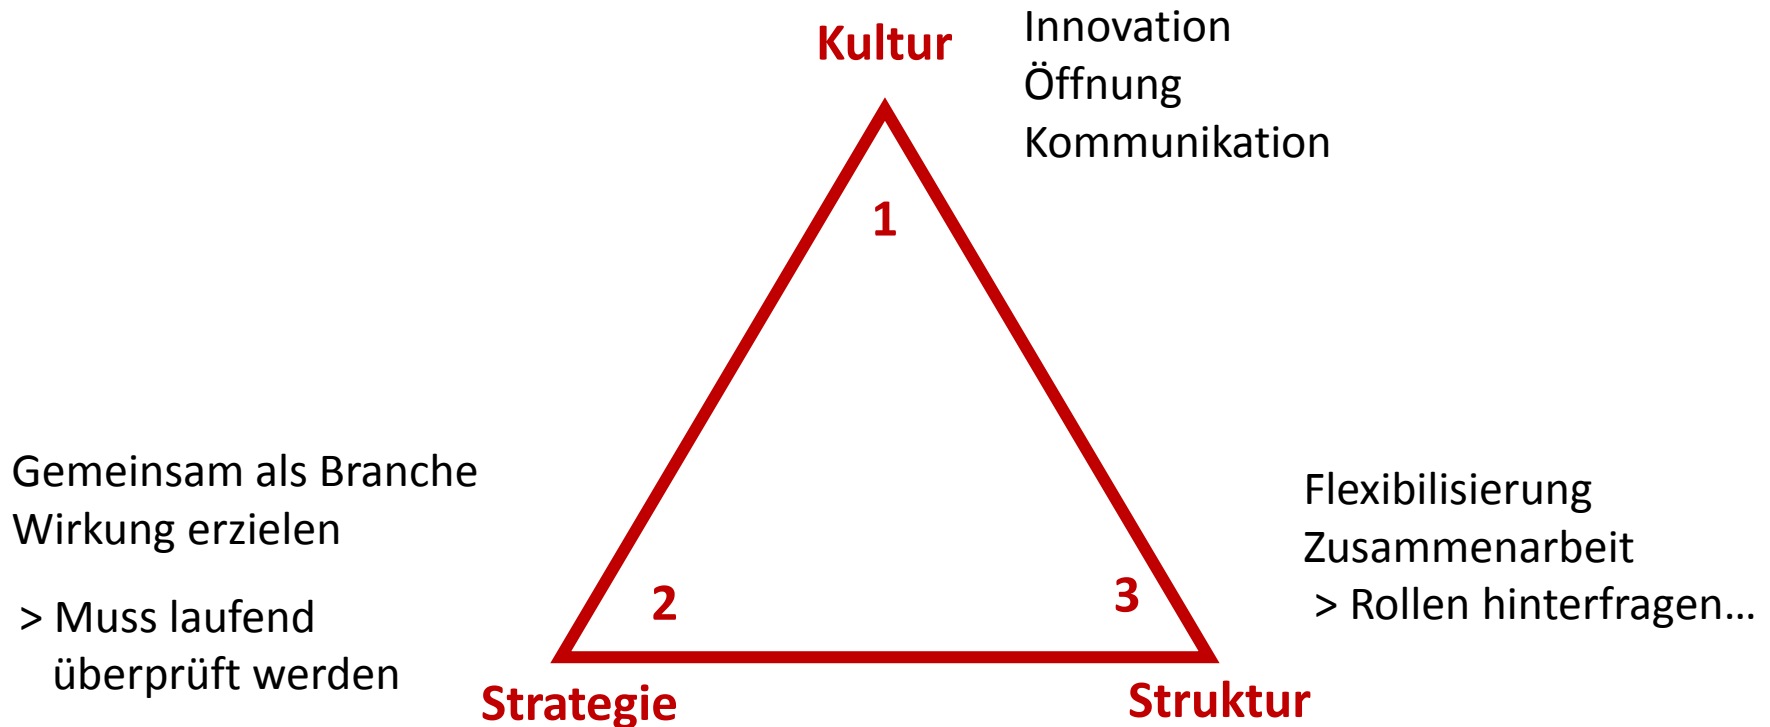 Kultur
Innovation
Öffnung
Kommunikation
1
Gemeinsam als Branche
Wirkung erzielen
> Muss laufend
überprüft werden
2
Strategie
3
Flexibilisierung
Zusammenarbeit
> Rollen hinterfragen…
Struktur